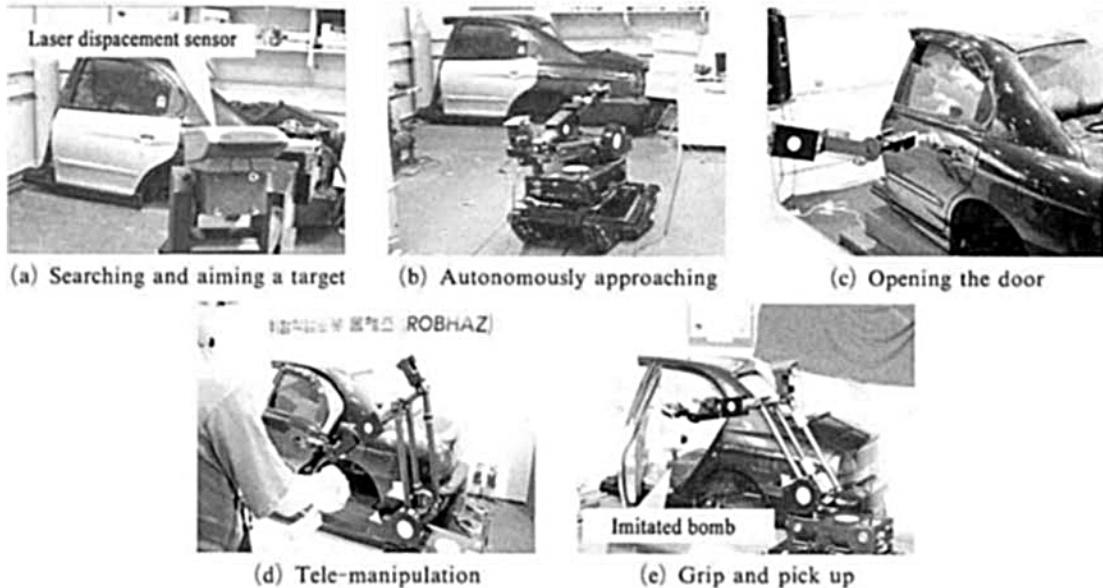 Laser dispacement sensor
(a) Searching and aiming a target
(b) Autonomously approaching
(c) Opening the door
ROBHAZ)
(d) Tele-manipulation
Imitated bomb
(e) Grip and pick up